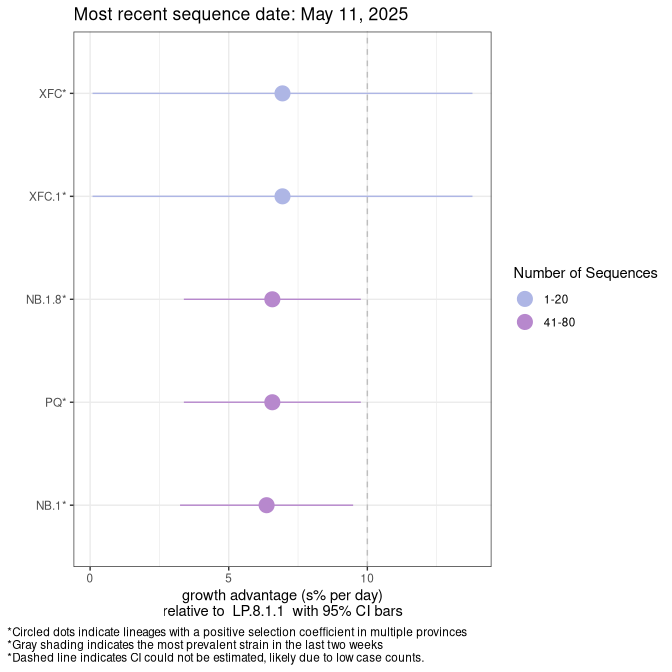 Most recent sequence date: May 11, 2025
XFC*
XFC.1*
NB.1.8*
PQ*
NB.1*
0 5 10
growth advantage (s% per day)
relative to LP.8.1.1 with 95% CI bars
Number of Sequences
1-20
41-80
*Circled dots indicate lineages with a positive selection coefficient in multiple provinces
*Gray shading indicates the most prevalent strain in the last two weeks
*Dashed line indicates CI could not be estimated, likely due to low case counts.